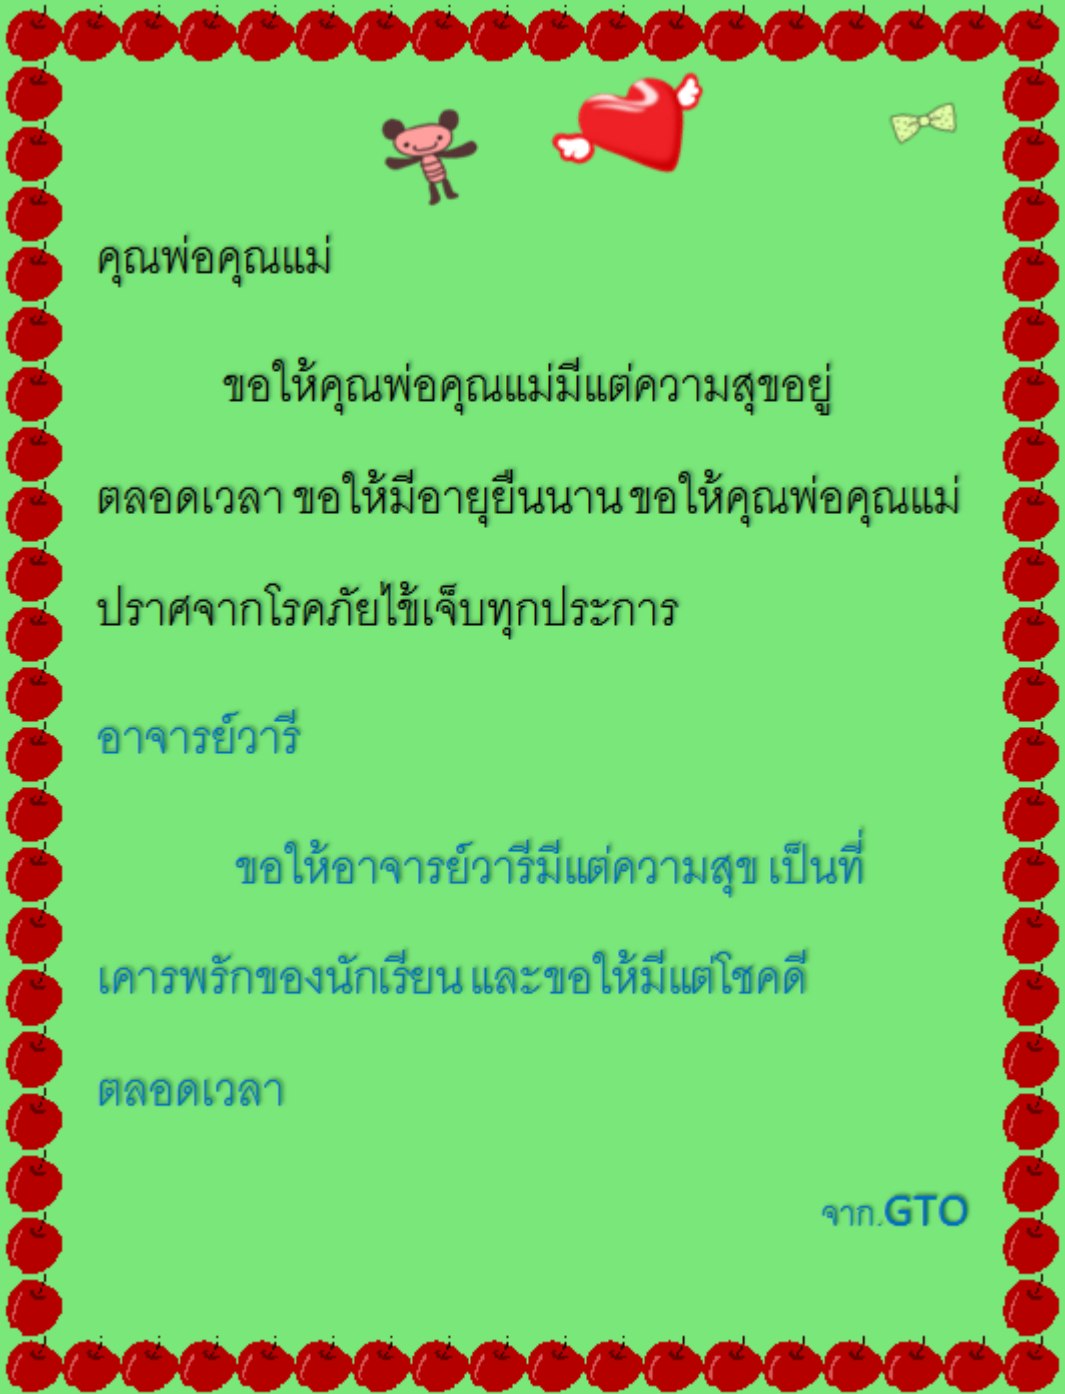 คุณพ่อคุณแม่
ขอให้คุณพ่อคุณแม่มีแต่ความสุขอยู่
ตลอดเวลา ขอให้มีอายุยืนนาน ขอให้คุณพ่อคุณแม่
ปราศจากโรคภัยไข้เจ็บทุกประการ
อาจารย์วารี
ขอให้อาจารย์วารีมีแต่ความสุข เป็นที่
เคารพรักของนักเรียน และขอให้มีแต่โชคดี
ตลอดเวลา
จาก.GTO